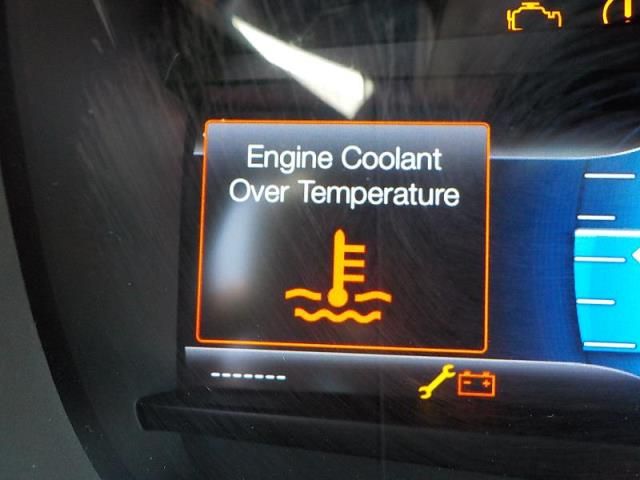 Engine Coolant
Over Temperature
-------